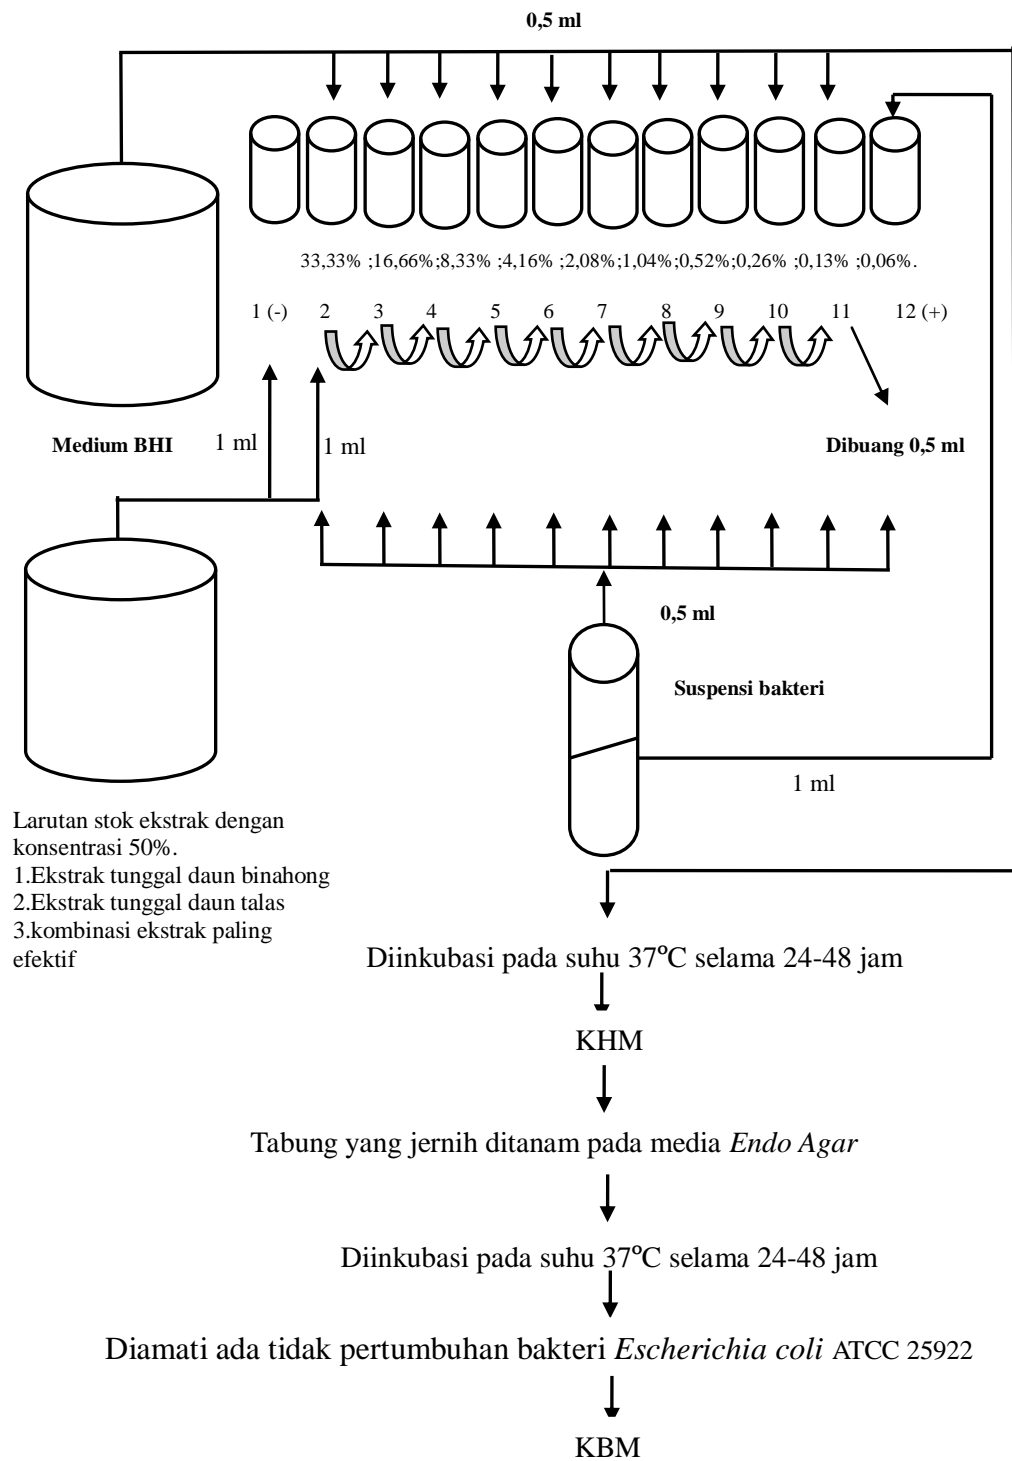 0,5 ml
33,33% ;16,66%;8,33% ;4,16% ;2,08%;1,04%;0,52%;0,26% ;0,13% ;0,06%.
1 (-) 2 3 4 5 6 7 8 9 10 11 12 (+)
Medium BHI
1 ml
1 ml
Dibuang 0,5 ml
0,5 ml
Suspensi bakteri
1 ml
Larutan stok ekstrak dengan
konsentrasi 50%.
1.Ekstrak tunggal daun binahong
2.Ekstrak tunggal daun talas
3.kombinasi ekstrak paling
efektif
Diinkubasi pada suhu 37°C selama 24-48 jam
KHM
Tabung yang jernih ditanam pada media Endo Agar
Diinkubasi pada suhu 37°C selama 24-48 jam
Diamati ada tidak pertumbuhan bakteri Escherichia coli ATCC 25922
KBM